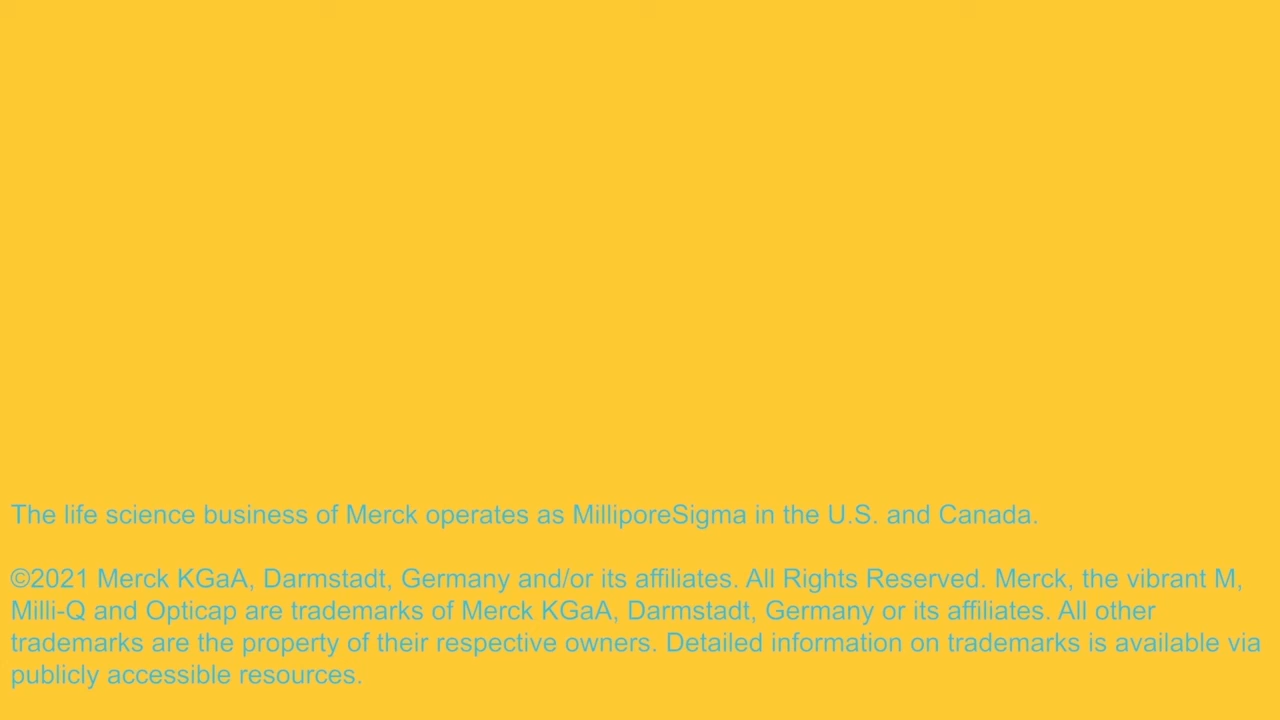 The life science business of Merck operates as MilliporeSigma in the U.S. and Canada.
©2021 Merck KGaA, Darmstadt, Germany and/or its affiliates. All Rights Reserved. Merck, the vibrant M,
Milli-Q and Opticap are trademarks of Merck KGaA, Darmstadt, Germany or its affiliates. All other
trademarks are the property of their respective owners. Detailed information on trademarks is available via
publicly accessible resources.